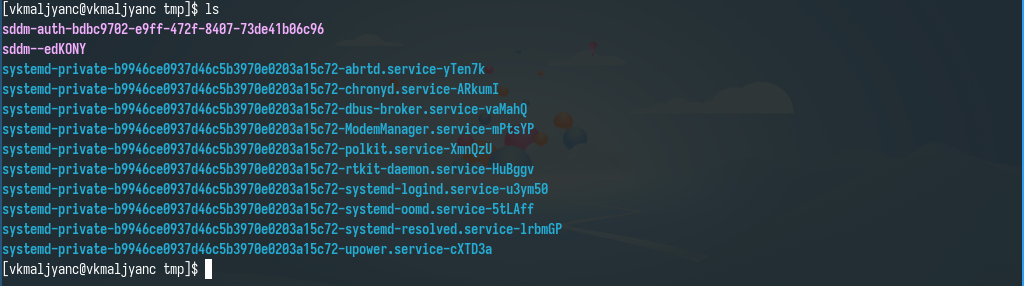 [vkmaljyanc@vkmaljyanc tmp]$ ls
sddm-auth-bdbc9702-e9ff-472f-8407-73de41b06c96
sddm--edKONY
systemd-private-b9946ce0937d46c5b3970e0203a15c72-abrtd.service-yTen7k
systemd-private-b9946ce0937d46c5b3970e0203a15c72-chronyd.service-ARkumI
systemd-private-b9946ce0937d46c5b3970e0203a15c72-dbus-broker.service-vaMahQ
systemd-private-b9946ce0937d46c5b3970e0203a15c72-ModemManager.service-mPtsYP
systemd-private-b9946ce0937d46c5b3970e0203a15c72-polkit.service-XmnQzU
systemd-private-b9946ce0937d46c5b3970e0203a15c72-rtkit-daemon.service-HuBggv
systemd-private-b9946ce0937d46c5b3970e0203a15c72-systemd-logind.service-u3ym50
systemd-private-b9946ce0937d46c5b3970e0203a15c72-systemd-oomd.service-5tLAff
systemd-private-b9946ce0937d46c5b3970e0203a15c72-systemd-resolved.service-lrbmGP
systemd-private-b9946ce0937d46c5b3970e0203a15c72-upower.service-cXTD3a
[vkmaljyanc@vkmaljyanc tmp]$